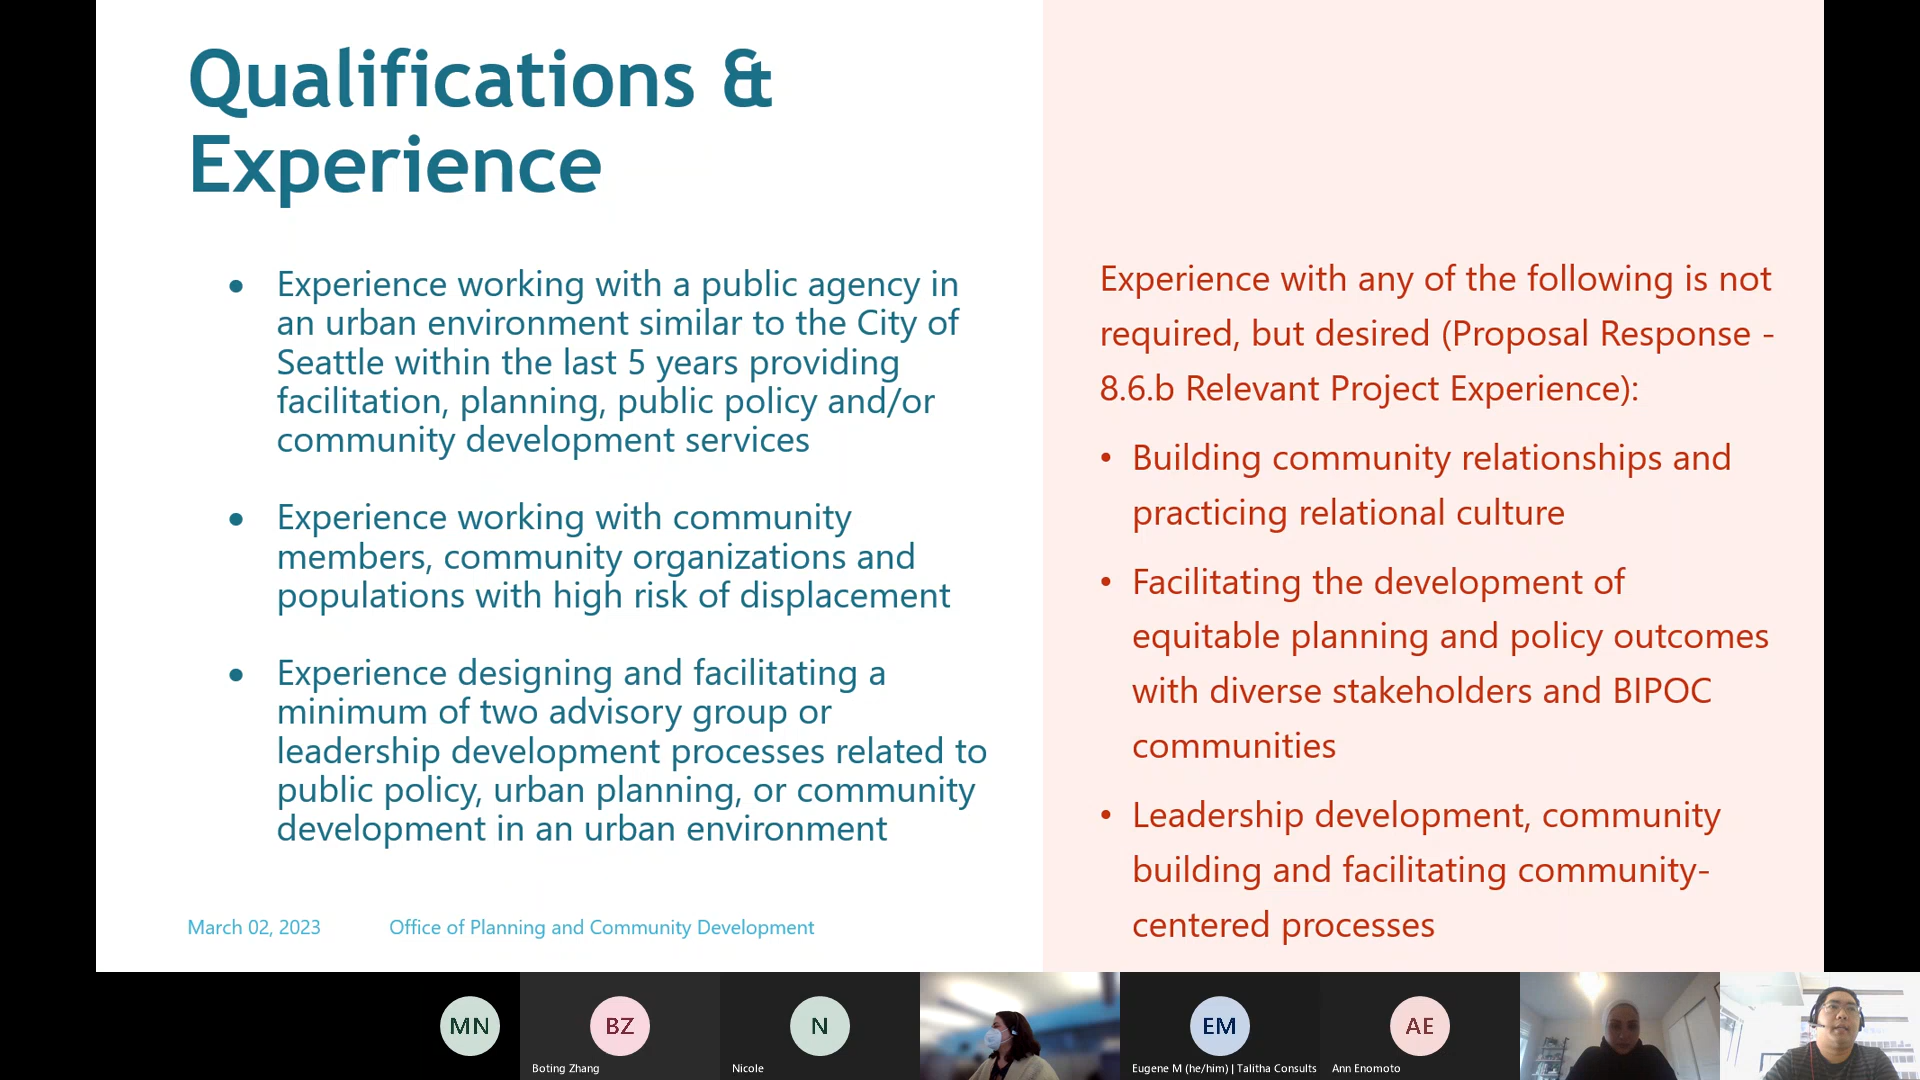 Qualifications &
Experience
• Experience working with a public agency in
an urban environment similar to the City of
Seattle within the last 5 years providing
facilitation, planning, public policy and/or
community development services
• Experience working with community
members, community organizations and
populations with high risk of displacement
• Experience designing and facilitating a
minimum of two advisory group or
leadership development processes related to
public policy, urban planning, or community
development in an urban environment
March 02, 2023 Office of Planning and Community Development
Experience with any of the following is not
required, but desired (Proposal Response -
8.6.b Relevant Project Experience):
• Building community relationships and
practicing relational culture
• Facilitating the development of
equitable planning and policy outcomes
with diverse stakeholders and BIPOC
communities
• Leadership development, community
building and facilitating community-
centered processes
MN
BZ
Boting Zhang
N
Nicole
EM
Eugene M (he/him) | Talitha Consults
AE
Ann Enomoto